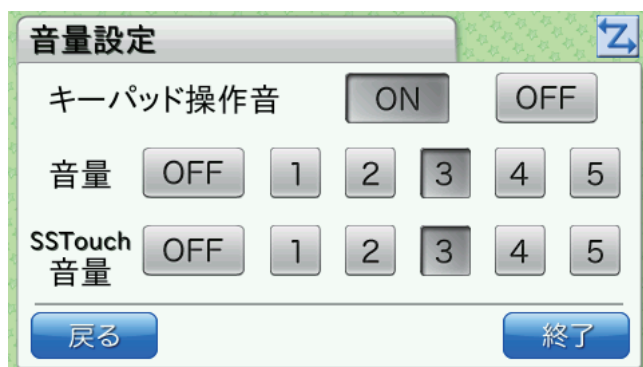 音量設定
Z
キーパッド操作音 ON OFF
音量 OFF 1 2 3 4 5
SSTouch
音量 OFF 1 2 3 4 5
戻る 終了